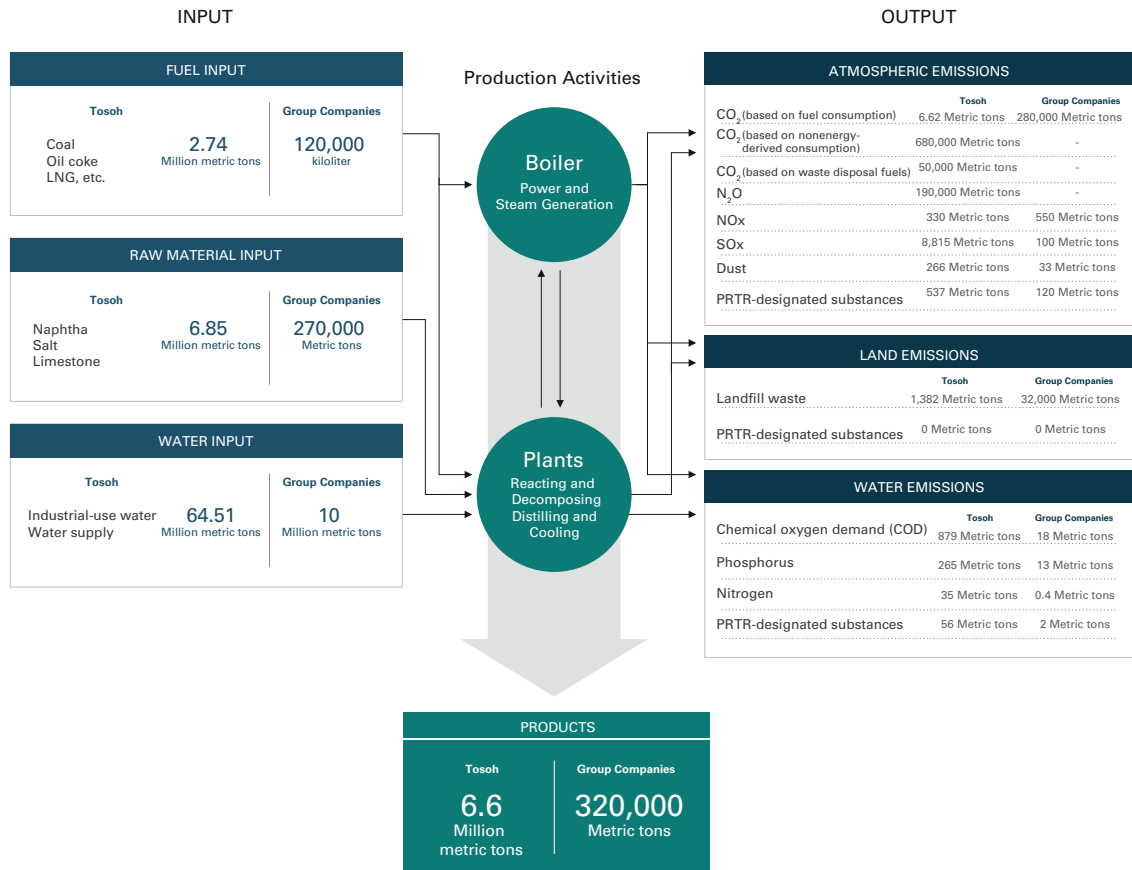 INPUT
OUTPUT
FUEL INPUT
Tosoh
Group Companies
Coal
Oil coke
LNG, etc.
2.74
Million metric tons
120,000
kiloliter
RAW MATERIAL INPUT
Tosoh
Group Companies
Naphtha
Salt
Limestone
6.85
Million metric tons
270,000
Metric tons
WATER INPUT
Tosoh
Group Companies
Industrial-use water
Water supply
64.51
Million metric tons
10
Million metric tons
Production Activities
Boiler
Power and
Steam Generation
Plants
Reacting and
Decomposing
Distilling and
Cooling
ATMOSPHERIC EMISSIONS
Tosoh Group Companies
CO2 (based on fuel consumption) 6.62 Metric tons 280,000 Metric tons
CO2 (based on nonenergy-
derived consumption) 680,000 Metric tons -
CO2 (based on waste disposal fuels) 50,000 Metric tons -
N2O 190,000 Metric tons -
NOx 330 Metric tons 550 Metric tons
SOx 8,815 Metric tons 100 Metric tons
Dust 266 Metric tons 33 Metric tons
PRTR-designated substances 537 Metric tons 120 Metric tons
LAND EMISSIONS
Tosoh Group Companies
Landfill waste 1,382 Metric tons 32,000 Metric tons
PRTR-designated substances 0 Metric tons 0 Metric tons
WATER EMISSIONS
Tosoh Group Companies
Chemical oxygen demand (COD) 879 Metric tons 18 Metric tons
Phosphorus 265 Metric tons 13 Metric tons
Nitrogen 35 Metric tons 0.4 Metric tons
PRTR-designated substances 56 Metric tons 2 Metric tons
PRODUCTS
Tosoh
Group Companies
6.6
Million
metric tons
320,000
Metric tons